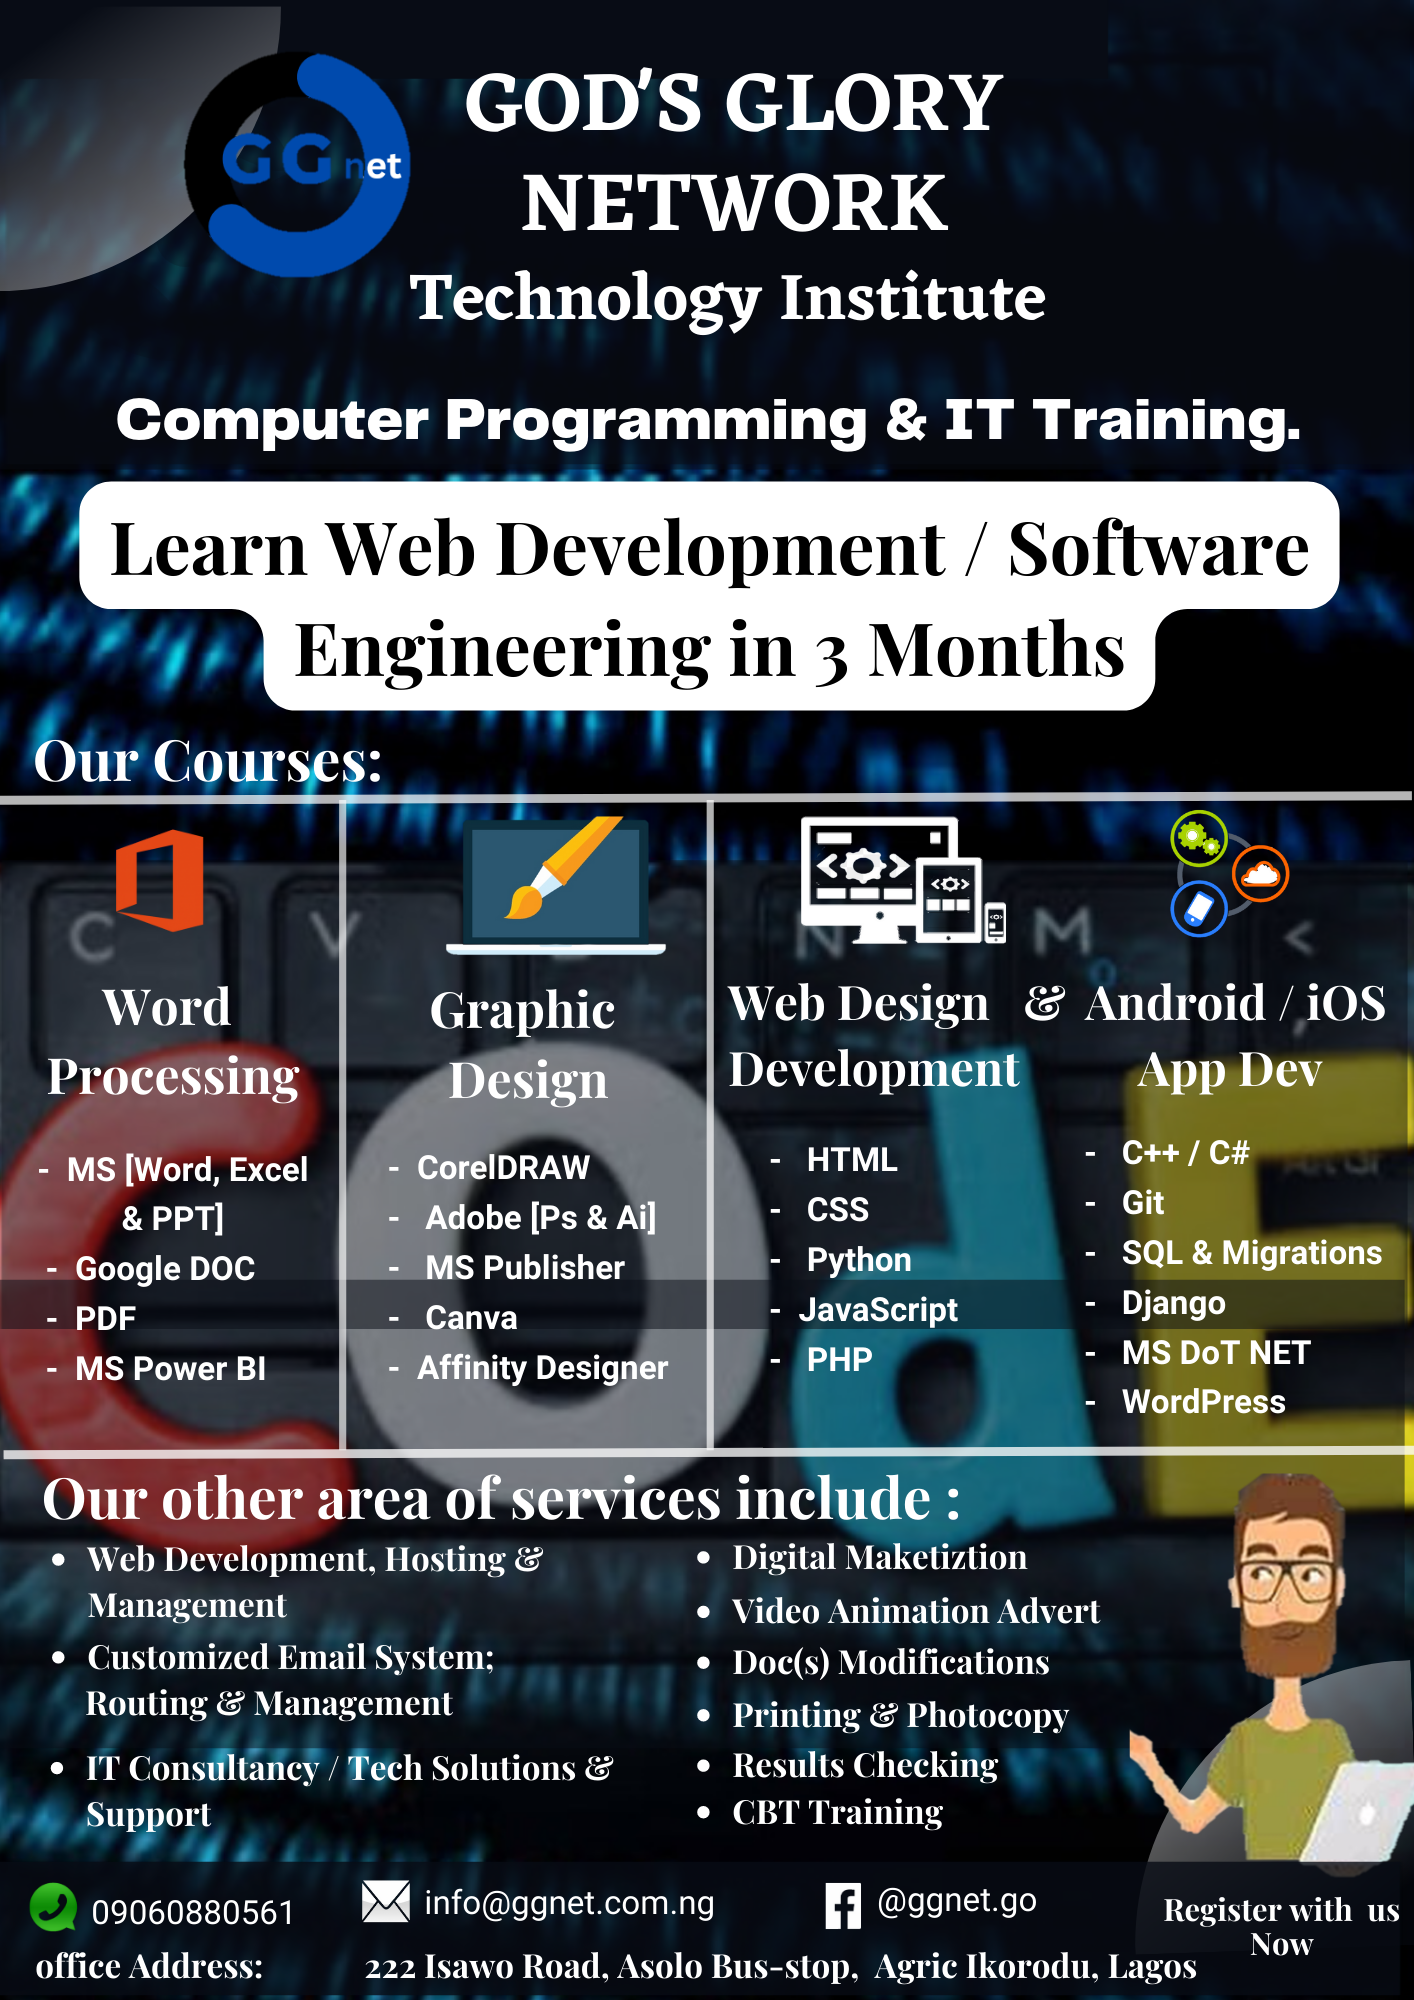 GG net
GOD'S GLORY
NETWORK
Technology Institute
Computer Programming & IT Training.
Learn Web Development / Software
Engineering in 3 Months
Our Courses:
C V N M <
Word
Processing
- MS [Word, Excel
& PPT]
- Google DOC
- PDF
- MS Power BI
Graphic
Design
- CorelDRAW
- Adobe [Ps & Ai]
- MS Publisher
- Canva
- Affinity Designer
Web Design & Android / iOS
Development App Dev
- HTML
- CSS
- Python
- JavaScript
- PHP
- C++ / C#
- Git
- SQL & Migrations
- Django
- MS DoT NET
- WordPress
COdE
Our other area of services include :
• Web Development, Hosting &
Management
• Customized Email System;
Routing & Management
• IT Consultancy / Tech Solutions &
Support
• Digital Maketiztion
• Video Animation Advert
• Doc(s) Modifications
• Printing & Photocopy
• Results Checking
• CBT Training
09060880561
info@ggnet.com.ng
@ggnet.go
Register with us
Now
office Address: 222 Isawo Road, Asolo Bus-stop, Agric Ikorodu, Lagos